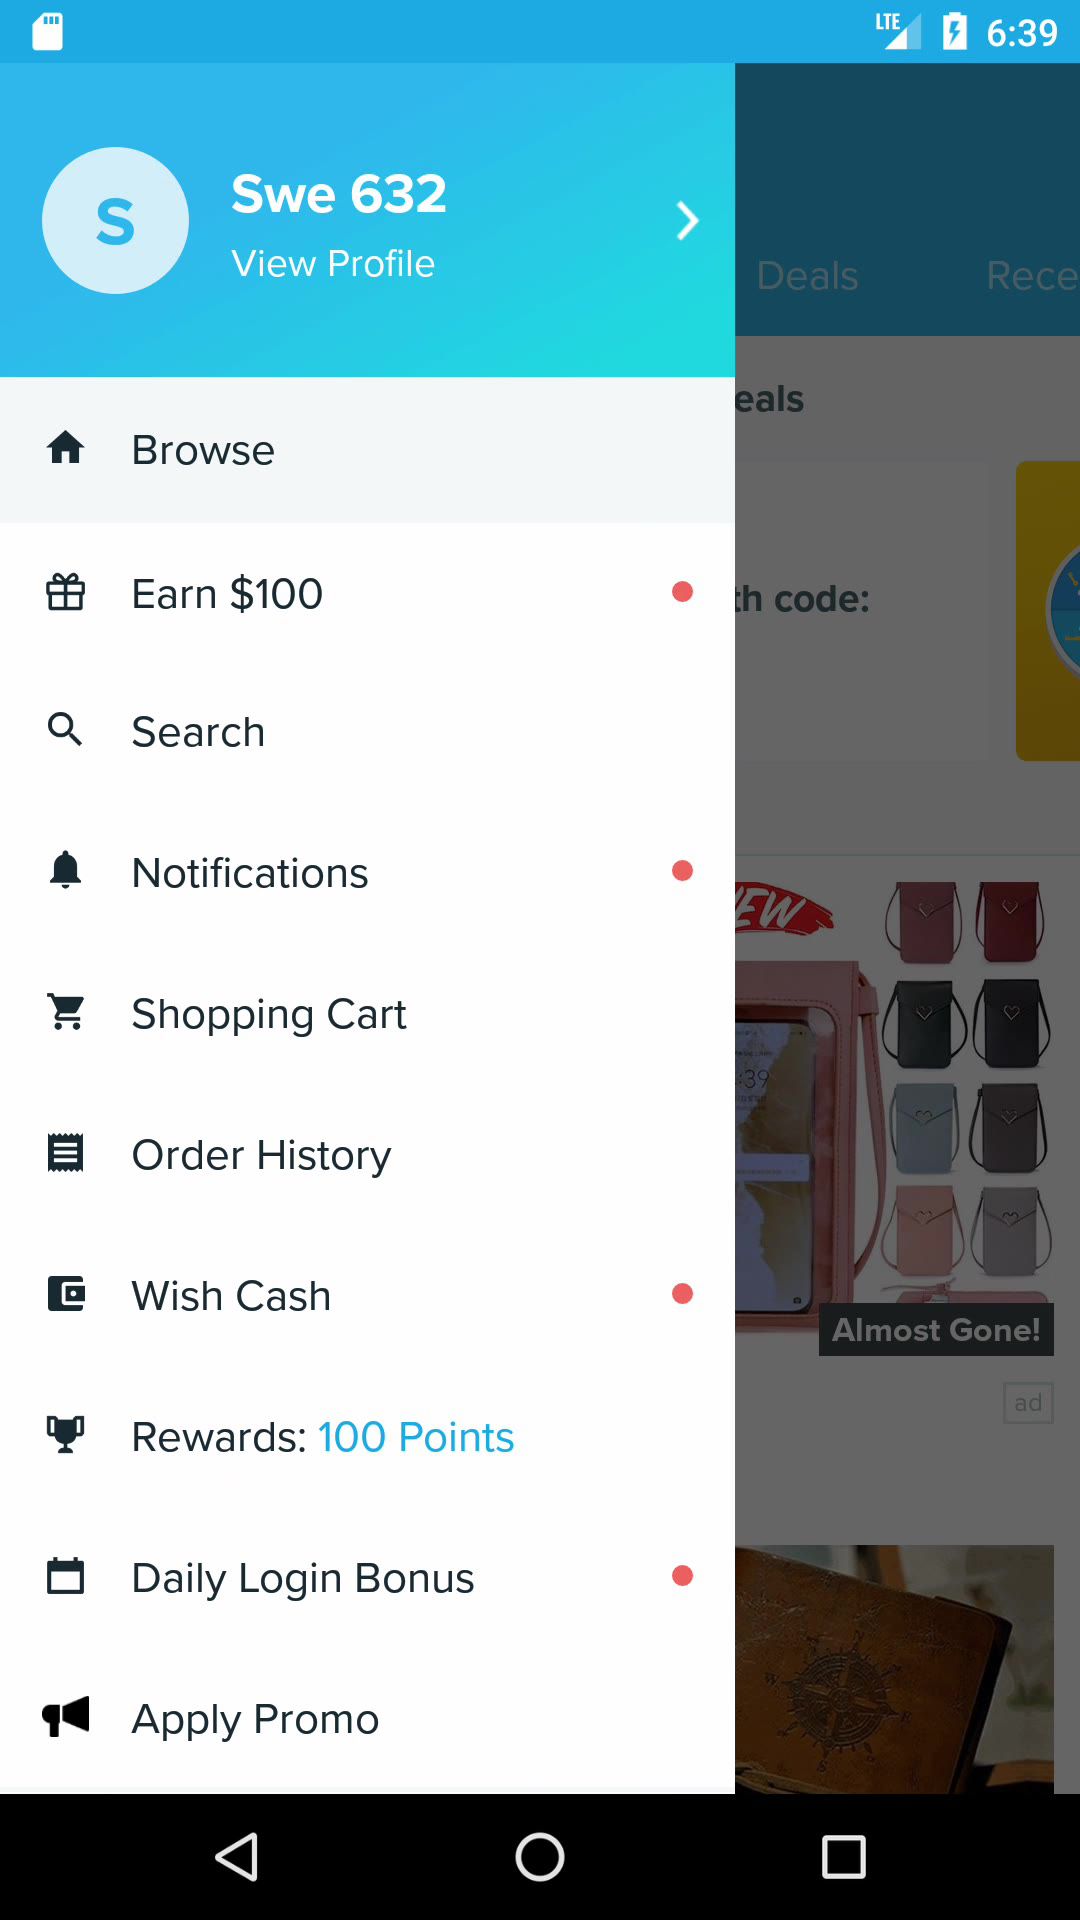 LTE 6:39
S
Swe 632
View Profile
Deals
Rece
eals
Browse
Earn $100
th code:
Search
Notifications
EW
Shopping Cart
:39
Order History
Wish Cash
Almost Gone!
ad
Rewards: 100 Points
Daily Login Bonus
Apply Promo